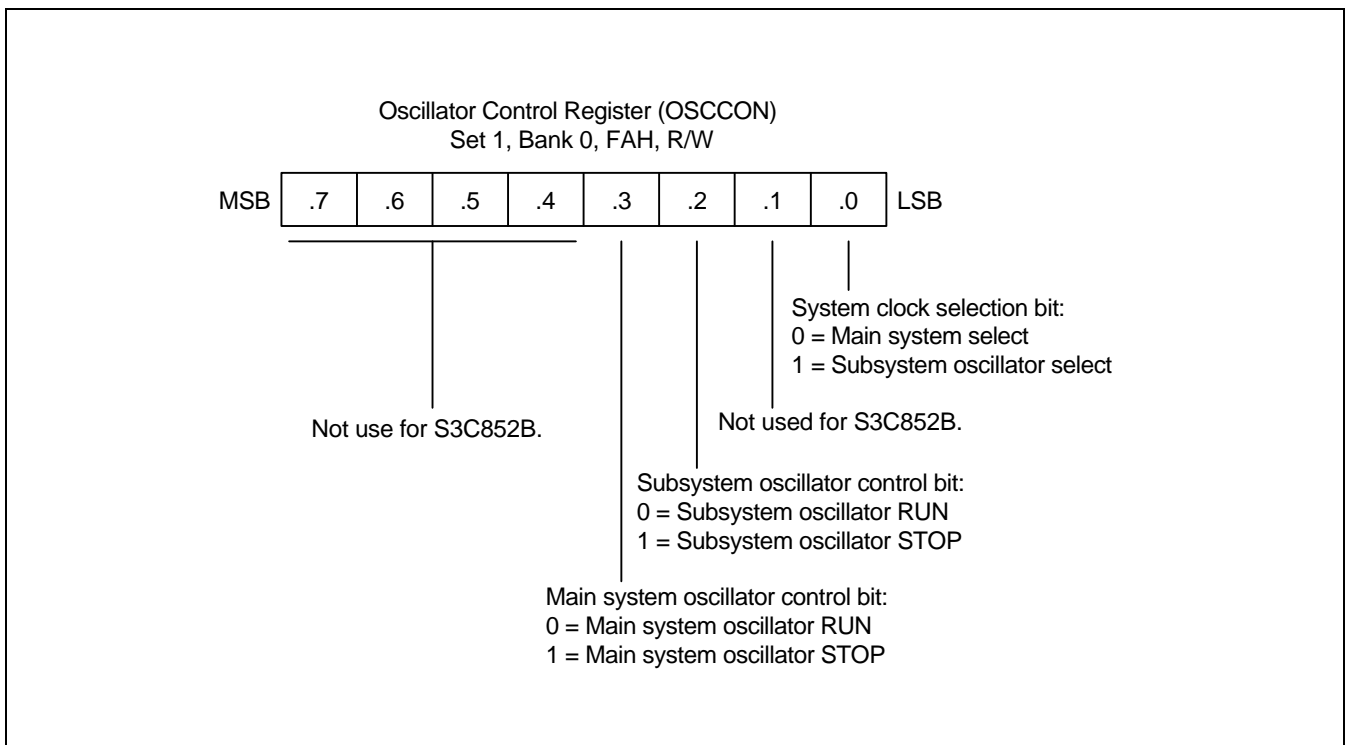 Oscillator Control Register (OSCCON)
Set 1, Bank 0, FAH, R/W
MSB .7 .6 .5 .4 .3 .2 .1 .0 LSB
System clock selection bit:
0 = Main system select
1 = Subsystem oscillator select
Not use for S3C852B.
Not used for S3C852B.
Subsystem oscillator control bit:
0 = Subsystem oscillator RUN
1 = Subsystem oscillator STOP
Main system oscillator control bit:
0 = Main system oscillator RUN
1 = Main system oscillator STOP